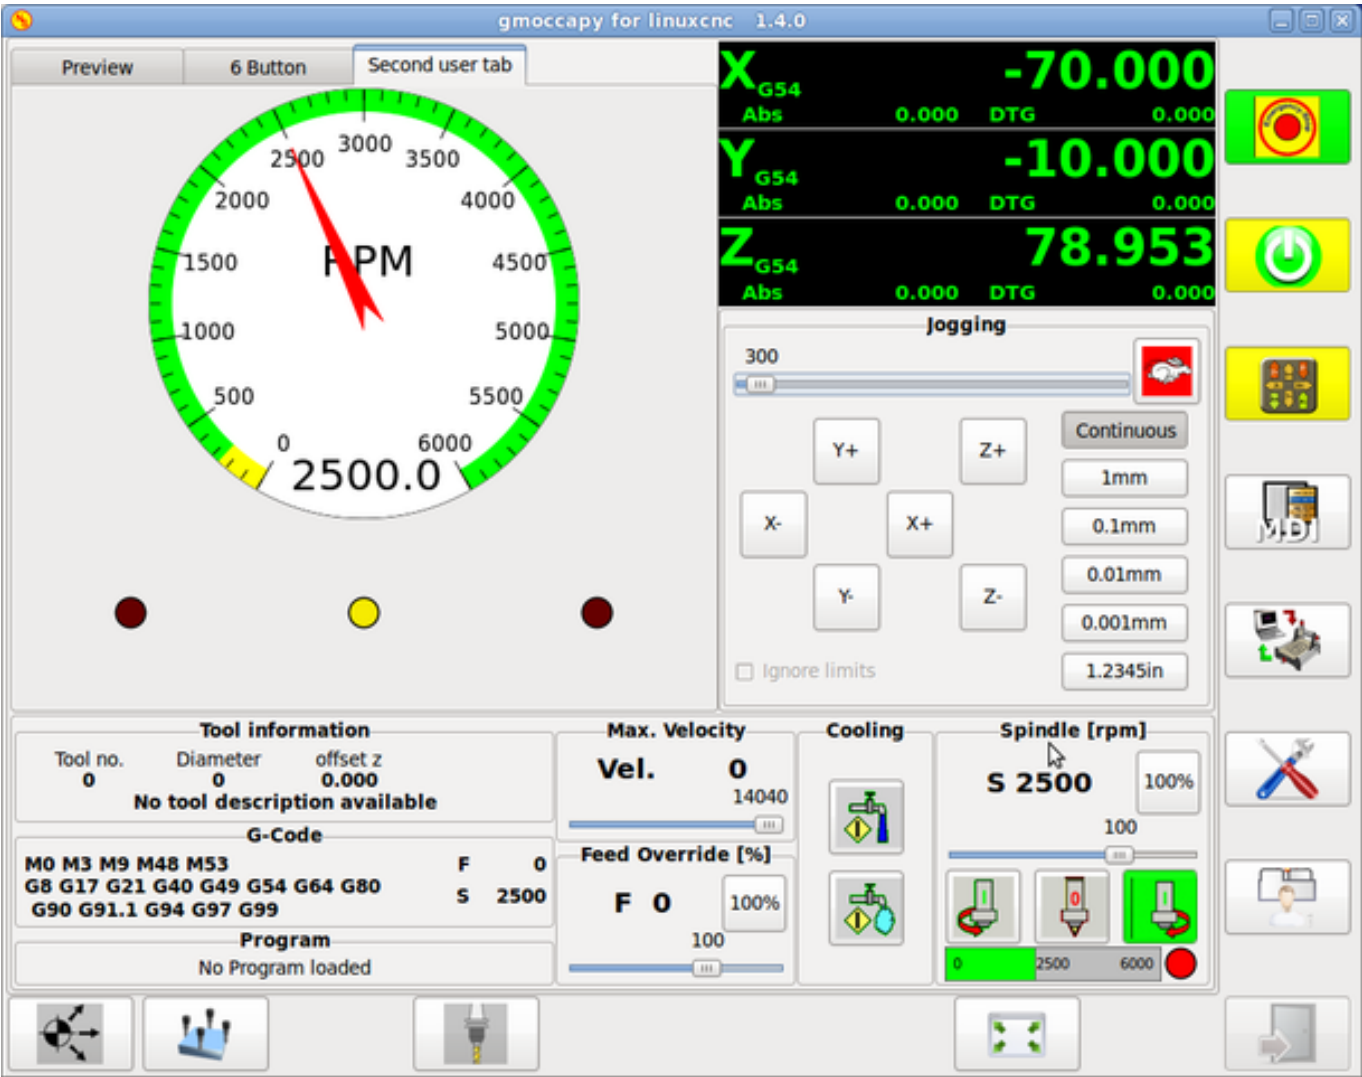 gmoccapy for linuxcnc 1.4.0
Preview 6 Button Second user tab
3000
2500 3500
2000 4000
RPM
1500 4500
1000 5000
500 5500
0 6000
2500.0
X G54 -70.000
Abs 0.000 DTG 0.000
Y G54 -10.000
Abs 0.000 DTG 0.000
Z G54 78.953
Abs 0.000 DTG 0.000
Jogging
300
Y+ Z+
X- X+
Y- Z-
Continuous
1mm
0.1mm
0.01mm
0.001mm
1.2345in
Ignore limits
MDI
Tool information
Tool no. Diameter offset z
0 0 0.000
No tool description available
G-Code
M0 M3 M9 M48 M53
G8 G17 G21 G40 G49 G54 G64 G80
G90 G91.1 G94 G97 G99
F 0
S 2500
Program
No Program loaded
Max. Velocity
Vel. 0
14040
Feed Override [%]
F 0 100%
100
Cooling
Spindle [rpm]
S 2500 100%
100
0 2500 6000